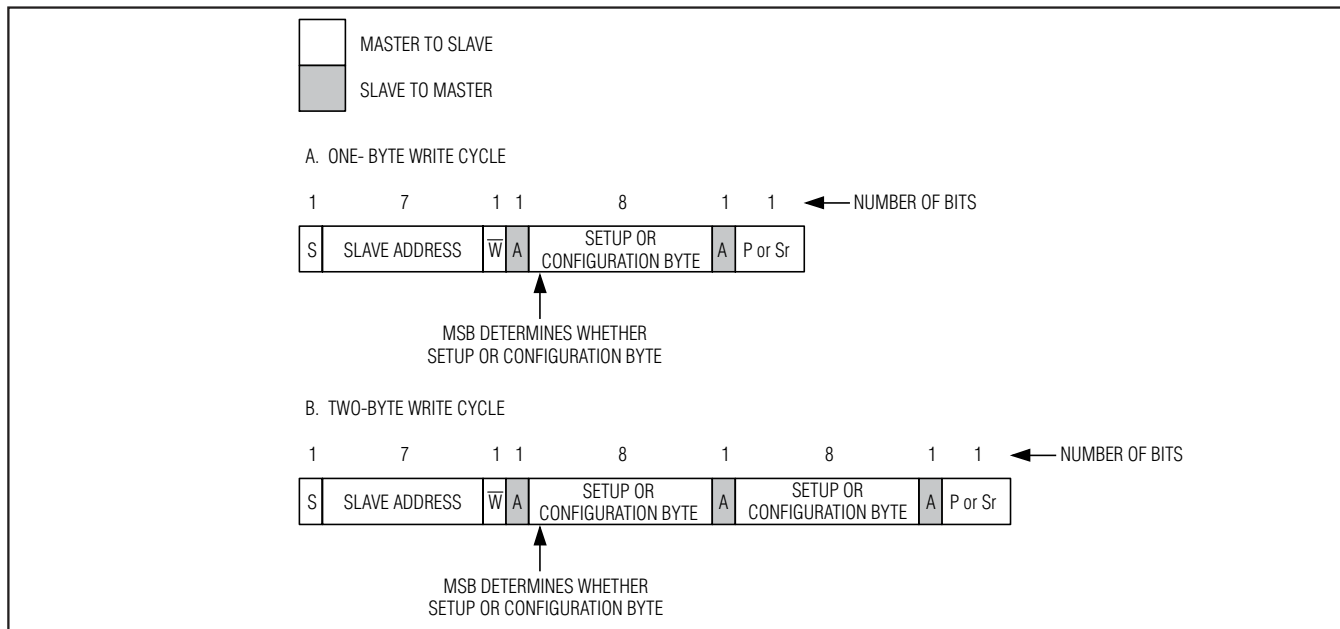 MASTER TO SLAVE
SLAVE TO MASTER
A. ONE- BYTE WRITE CYCLE
1 7 1 1 8 1 1 NUMBER OF BITS
S SLAVE ADDRESS W̅ A SETUP OR
CONFIGURATION BYTE A P or Sr
MSB DETERMINES WHETHER
SETUP OR CONFIGURATION BYTE
B. TWO-BYTE WRITE CYCLE
1 7 1 1 8 1 8 1 1 NUMBER OF BITS
S SLAVE ADDRESS W̅ A SETUP OR
CONFIGURATION BYTE A SETUP OR
CONFIGURATION BYTE A P or Sr
MSB DETERMINES WHETHER
SETUP OR CONFIGURATION BYTE